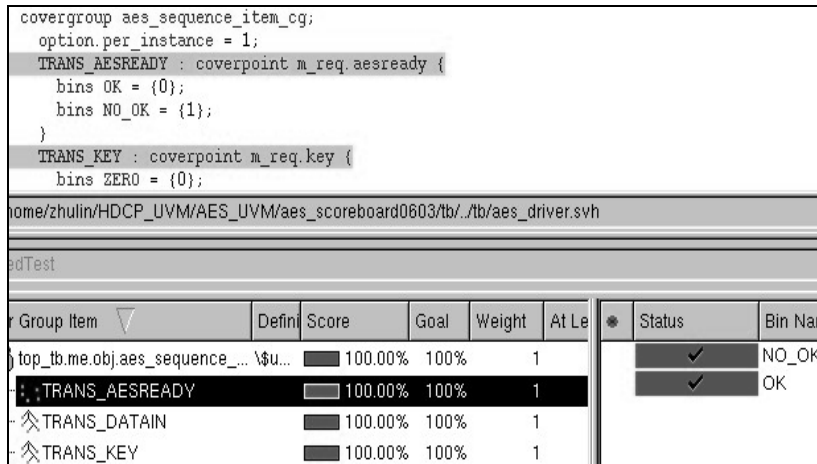 covergroup aes_sequence_item_cg;
option.per_instance = 1;
TRANS_AESREADY : coverpoint m_req.aesready {
bins OK = {0};
bins NO_OK = {1};
}
TRANS_KEY : coverpoint m_req.key {
bins ZERO = {0};
ome/zhulin/HDCP_UVM/AES_UVM/aes_scoreboard0603/tb/../tb/aes_driver.svh
edTest
r Group Item Defini Score Goal Weight At Le Status Bin Na
top_tb.me.obj.aes_sequence_... \$u... 100.00% 100% 1 NO_OK
TRANS_AESREADY 100.00% 100% 1 OK
TRANS_DATAIN 100.00% 100% 1
TRANS_KEY 100.00% 100% 1